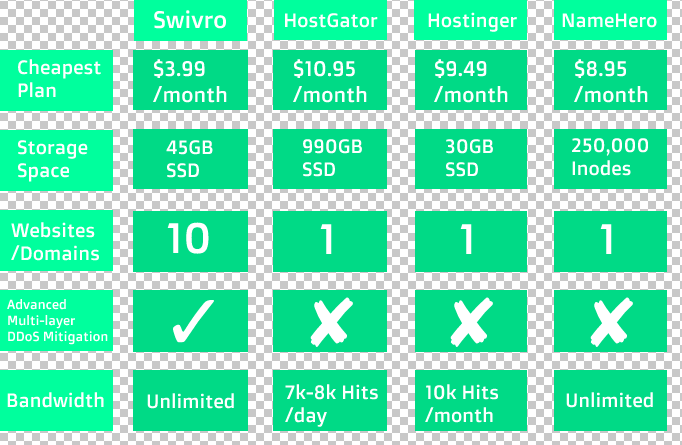 Swivro HostGator Hostinger NameHero
Cheapest Plan $3.99 /month $10.95 /month $9.49 /month $8.95 /month
Storage Space 45GB SSD 990GB SSD 30GB SSD 250,000 Inodes
Websites /Domains 10 1 1 1
Advanced Multi-layer DDoS Mitigation ✓ ✘ ✘ ✘
Bandwidth Unlimited 7k-8k Hits /day 10k Hits /month Unlimited